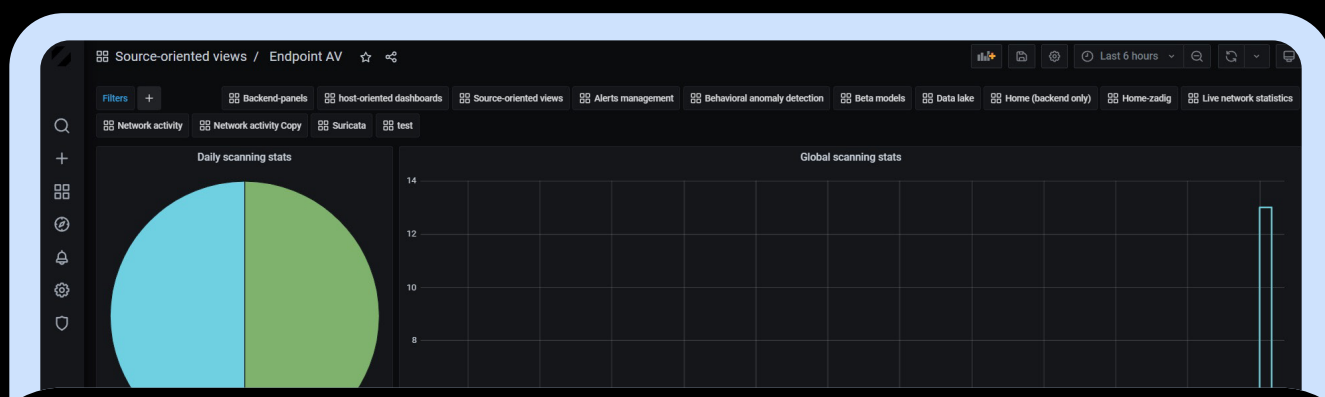 Source-oriented views / Endpoint AV
Last 6 hours
Filters + Backend-panels host-oriented dashboards Source-oriented views Alerts management Behavioral anomaly detection Beta models Data lake Home (backend only) Home-zadig Live network statistics
Network activity Network activity Copy Suricata test
Daily scanning stats
Global scanning stats
14
12
10
8